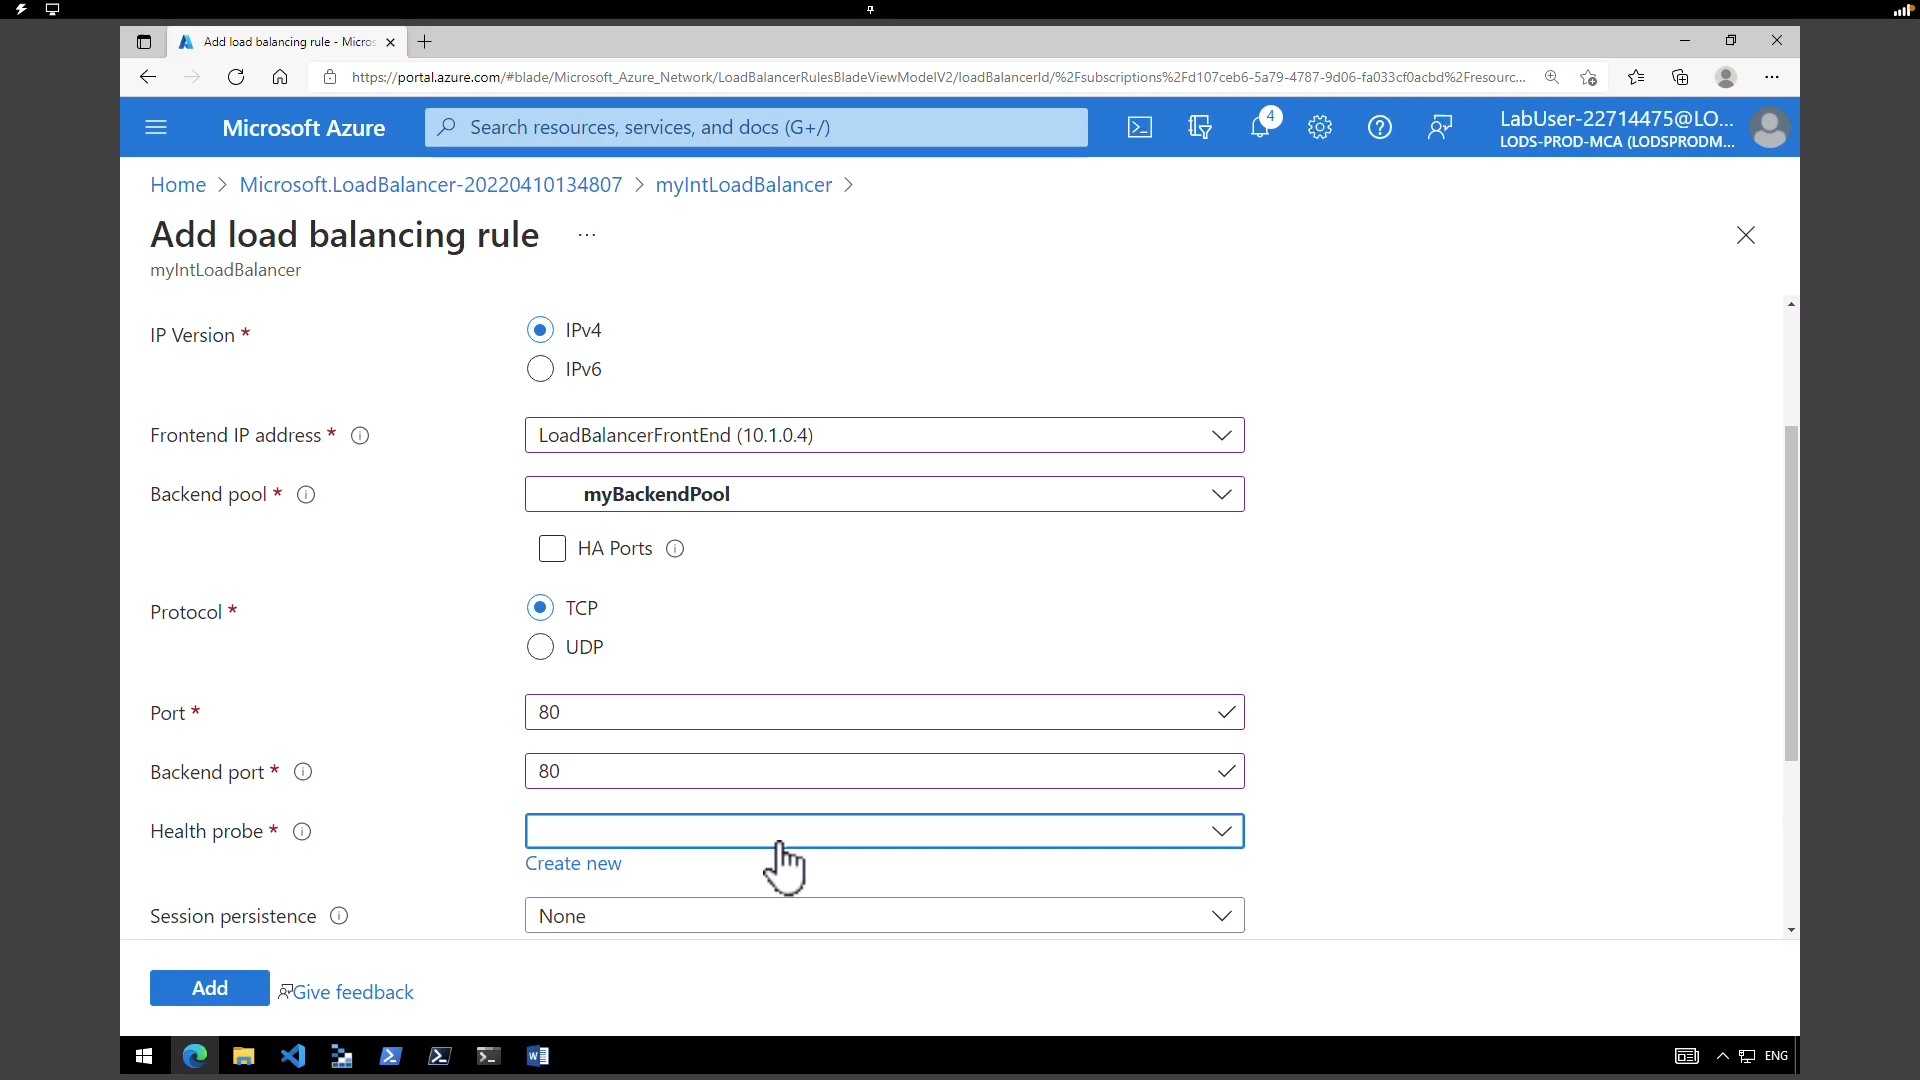 Add load balancing rule - Micros
https://portal.azure.com/#blade/Microsoft_Azure_Network/LoadBalancerRulesBladeViewModelV2/loadBalancerId/%2Fsubscriptions%2Fd107ceb6-5a79-4787-9d06-fa033cf0acbd%2Fresourc...
Microsoft Azure
Search resources, services, and docs (G+/)
4
LabUser-22714475@LO...
LODS-PROD-MCA (LODSPRODM...
Home > Microsoft.LoadBalancer-20220410134807 > myIntLoadBalancer >
Add load balancing rule ...
myIntLoadBalancer
IP Version *
IPv4
IPv6
Frontend IP address *
LoadBalancerFrontEnd (10.1.0.4)
Backend pool *
myBackendPool
HA Ports
Protocol *
TCP
UDP
Port *
80
Backend port *
80
Health probe *
Create new
Session persistence
None
Add
Give feedback
ENG